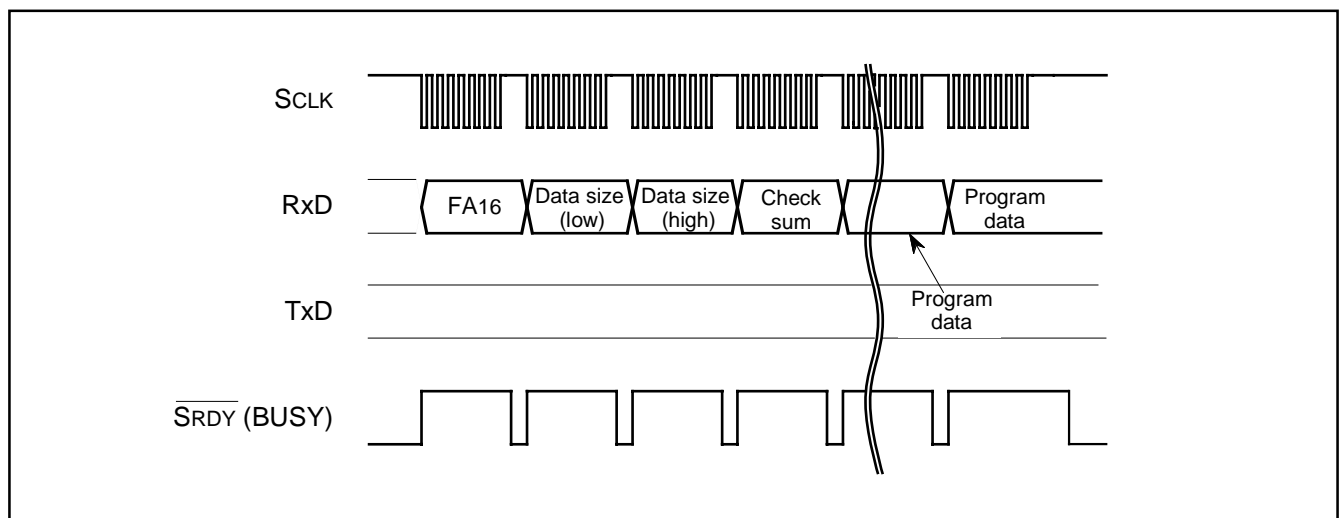 SCLK
RxD
FA16
Data size
(low)
Data size
(high)
Check
sum
Program
data
Program
data
TxD
SRDY (BUSY)